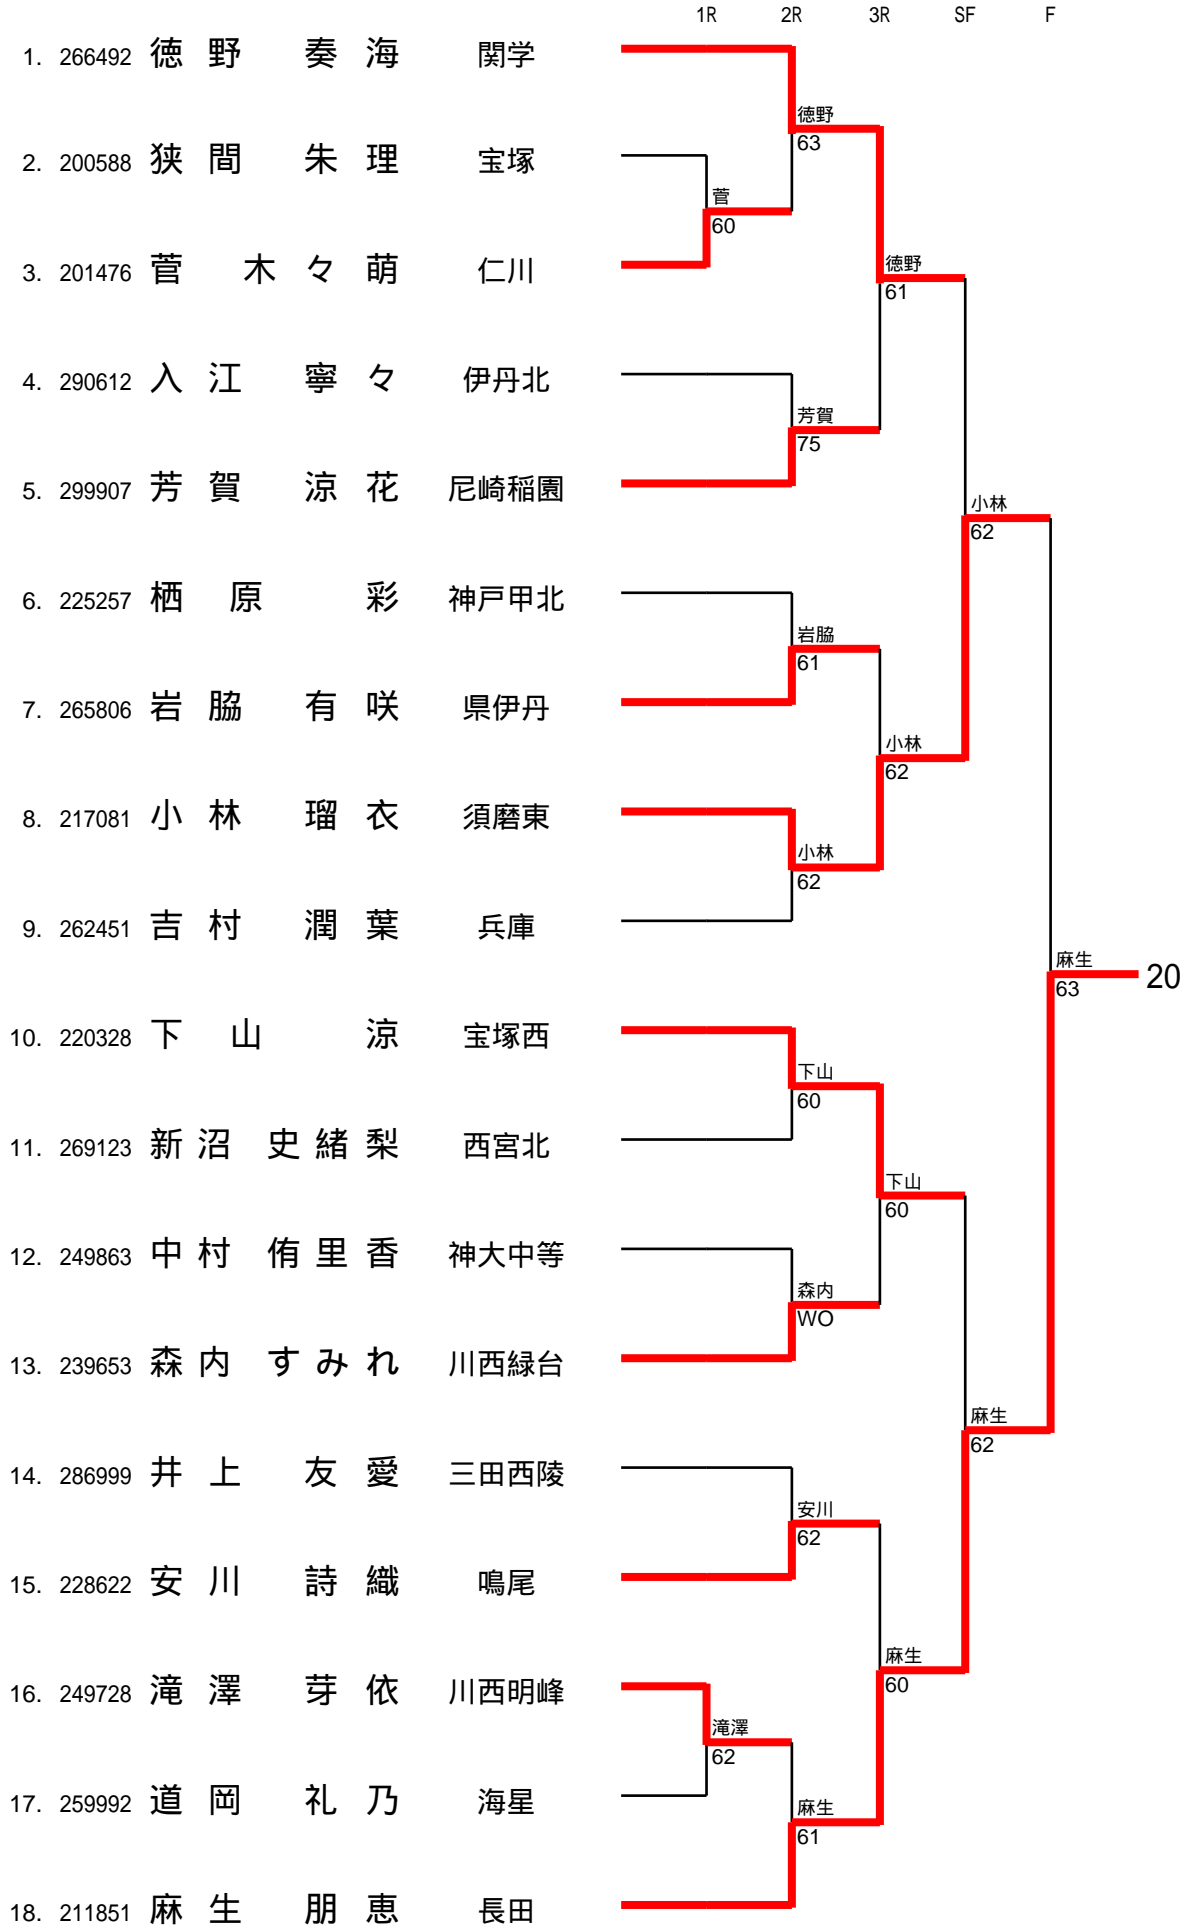 1R 2R 3R SF F
1. 266492 徳野 奏海 関学
徳野
63
2. 200588 狭間 朱理 宝塚
菅
60
3. 201476 菅 木々萌 仁川
徳野
61
4. 290612 入江 寧々 伊丹北
芳賀
75
5. 299907 芳賀 涼花 尼崎稲園
小林
62
6. 225257 栖原 彩 神戸甲北
岩脇
61
7. 265806 岩脇 有咲 県伊丹
小林
62
8. 217081 小林 瑠衣 須磨東
小林
62
9. 262451 吉村 潤葉 兵庫
麻生
63
20
10. 220328 下山 涼 宝塚西
下山
60
11. 269123 新沼 史緒梨 西宮北
下山
60
12. 249863 中村 侑里香 神大中等
森内
WO
13. 239653 森内 すみれ 川西緑台
麻生
62
14. 286999 井上 友愛 三田西陵
安川
62
15. 228622 安川 詩織 鳴尾
麻生
60
16. 249728 滝澤 芽依 川西明峰
滝澤
62
17. 259992 道岡 礼乃 海星
麻生
61
18. 211851 麻生 朋恵 長田